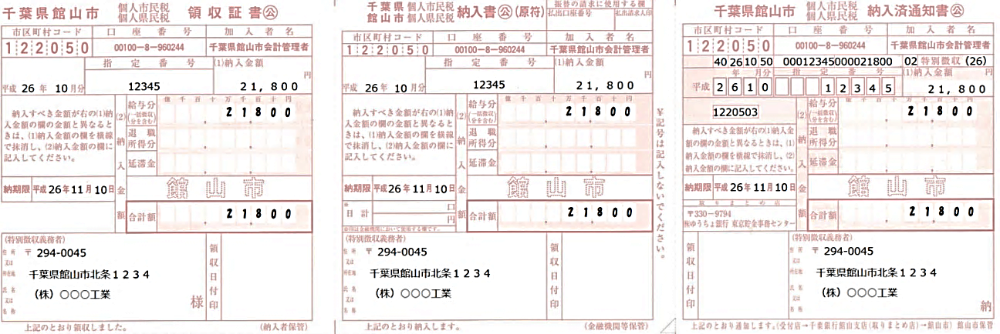 千葉県館山市 個人市民税 個人県民税 領収証書 公
市区町村コード 口座番号 加入者名
122050 00100-8-960244 千葉県館山市会計管理者
指定番号 (1)納入金額
平成 26 年 10 月分 12345 21,800 円
納入すべき金額が右の(1)納
入金額の欄の金額と異なると
きは、(1)納入金額の欄を横線
で抹消し、(2)納入金額の欄に
記入してください。
(2)納入金額
億 千 百 十 万 千 百 十 円
給与分(一括徴収分を含む) 21800
退職所得分
延滞金
納期限 平成26年11月10日
館山市
合計額 21800
(特別徴収義務者)
住所又は所在地 〒 294-0045
千葉県館山市北条1234
氏名又は名称 (株)○○○工業
様
領収日付印
上記のとおり領収しました。 (納入者保管)
千葉県館山市 個人市民税 個人県民税 納入書 公 (原符)
振替の請求に使用する欄
払出口座番号 払出請求人印
市区町村コード 口座番号 加入者名
122050 00100-8-960244 千葉県館山市会計管理者
指定番号 (1)納入金額
平成 26 年 10 月分 12345 21,800 円
納入すべき金額が右の(1)納
入金額の欄の金額と異なると
きは、(1)納入金額の欄を横線
で抹消し、(2)納入金額の欄に
記入してください。
(2)納入金額
億 千 百 十 万 千 百 十 円
給与分(一括徴収分を含む) 21800
退職所得分
延滞金
納期限 平成26年11月10日
館山市
※日計 口 円
※印は金融機関において使用する欄です。
合計額 21800
(特別徴収義務者)
住所又は所在地 〒 294-0045
千葉県館山市北条1234
氏名又は名称 (株)○○○工業
領収日付印
上記のとおり納入します。 (金融機関等保管)
¥記号は記入しないでください。
千葉県館山市 個人市民税 個人県民税 納入済通知書 公
市区町村コード 口座番号 加入者名
122050 00100-8-960244 千葉県館山市会計管理者
40 26 10 50 00012345000021800 02 特別徴収 (26)
年 月分 指定番号 (1)納入金額
平成 2610 12345 21,800 円
1220503
納入すべき金額が右の(1)納入金
額の欄の金額と異なるときは、(1)
納入金額の欄を横線で抹消し、(2)
納入金額の欄に記入してください。
(2)納入金額
億 千 百 十 万 千 百 十 円
給与分(一括徴収分を含む) 21800
退職所得分
延滞金
納期限 平成26年11月10日
館山市
取りまとめ店
〒330-9794
㈱ゆうちょ銀行 東京貯金事務センター
合計額 21800
領収日付印
(特別徴収義務者)
住所又は所在地 〒 294-0045
千葉県館山市北条1234
氏名又は名称 (株)○○○工業
納
上記のとおり通知します。(受付店→千葉銀行館山支店(取りまとめ店)→館山市) 館山市保管